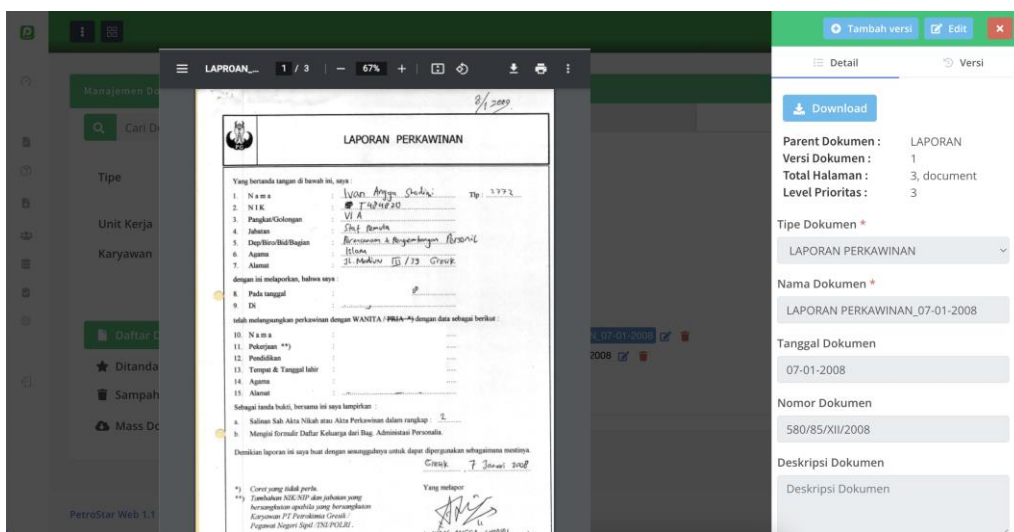 Tambah versi Edit
Manajemen Do
Cari D
Tipe
Unit Kerja
Karyawan
Daftar D
Ditanda
Sampah
Mass Do
PetroStar Web 1.1
_07-01-2008
2008
LAPROAN_... 1 / 3 67%
8/1 2009
LAPORAN PERKAWINAN
Yang bertanda tangan di bawah ini, saya :
1. N a m a : Ivan Angga Tlp : 2772
2. N I K : T484820
3. Pangkat/Golongan : VI A
4. Jabatan : Staf Pemula
5. Dep/Biro/Bid/Bagian : Perencanaan & Pengembangan Personil
6. Agama : Islam
7. Alamat : Jl. Madiun III / 29 Gresik
dengan ini melaporkan, bahwa saya :
8. Pada tanggal :
9. Di :
telah melangsungkan perkawinan dengan WANITA / PRIA *) dengan data sebagai berikut :
10. N a m a :
11. Pekerjaan **) :
12. Pendidikan :
13. Tempat & Tanggal lahir :
14. Agama :
15. Alamat :
Sebagai tanda bukti, bersama ini saya lampirkan :
a. Salinan Sah Akta Nikah atau Akta Perkawinan dalam rangkap : 2
b. Mengisi formulir Daftar Keluarga dari Bag. Administasi Personalia.
Demikian laporan ini saya buat dengan sesungguhnya untuk dapat dipergunakan sebagaimana mestinya.
Gresik 7 Januari 2008
*) Coret yang tidak perlu.
**) Tambahan NIK/NIP dan jabatan yang
bersangkutan apabila yang bersangkutan
Karyawan PT Petrokimia Gresik /
Pegawai Negeri Sipil /TNI/POLRI .
Yang melapor
Detail Versi
Download
Parent Dokumen : LAPORAN
Versi Dokumen : 1
Total Halaman : 3, document
Level Prioritas : 3
Tipe Dokumen *
LAPORAN PERKAWINAN
Nama Dokumen *
LAPORAN PERKAWINAN_07-01-2008
Tanggal Dokumen
07-01-2008
Nomor Dokumen
580/85/XII/2008
Deskripsi Dokumen
Deskripsi Dokumen